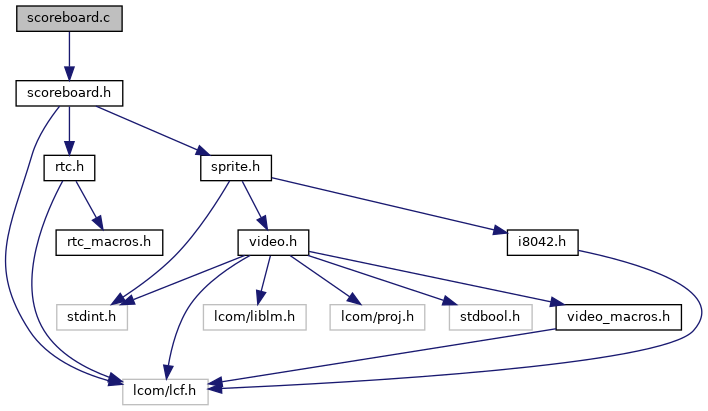 scoreboard.c
scoreboard.h
rtc.h
sprite.h
rtc_macros.h
video.h
i8042.h
stdint.h
lcom/liblm.h
lcom/proj.h
stdbool.h
video_macros.h
lcom/lcf.h